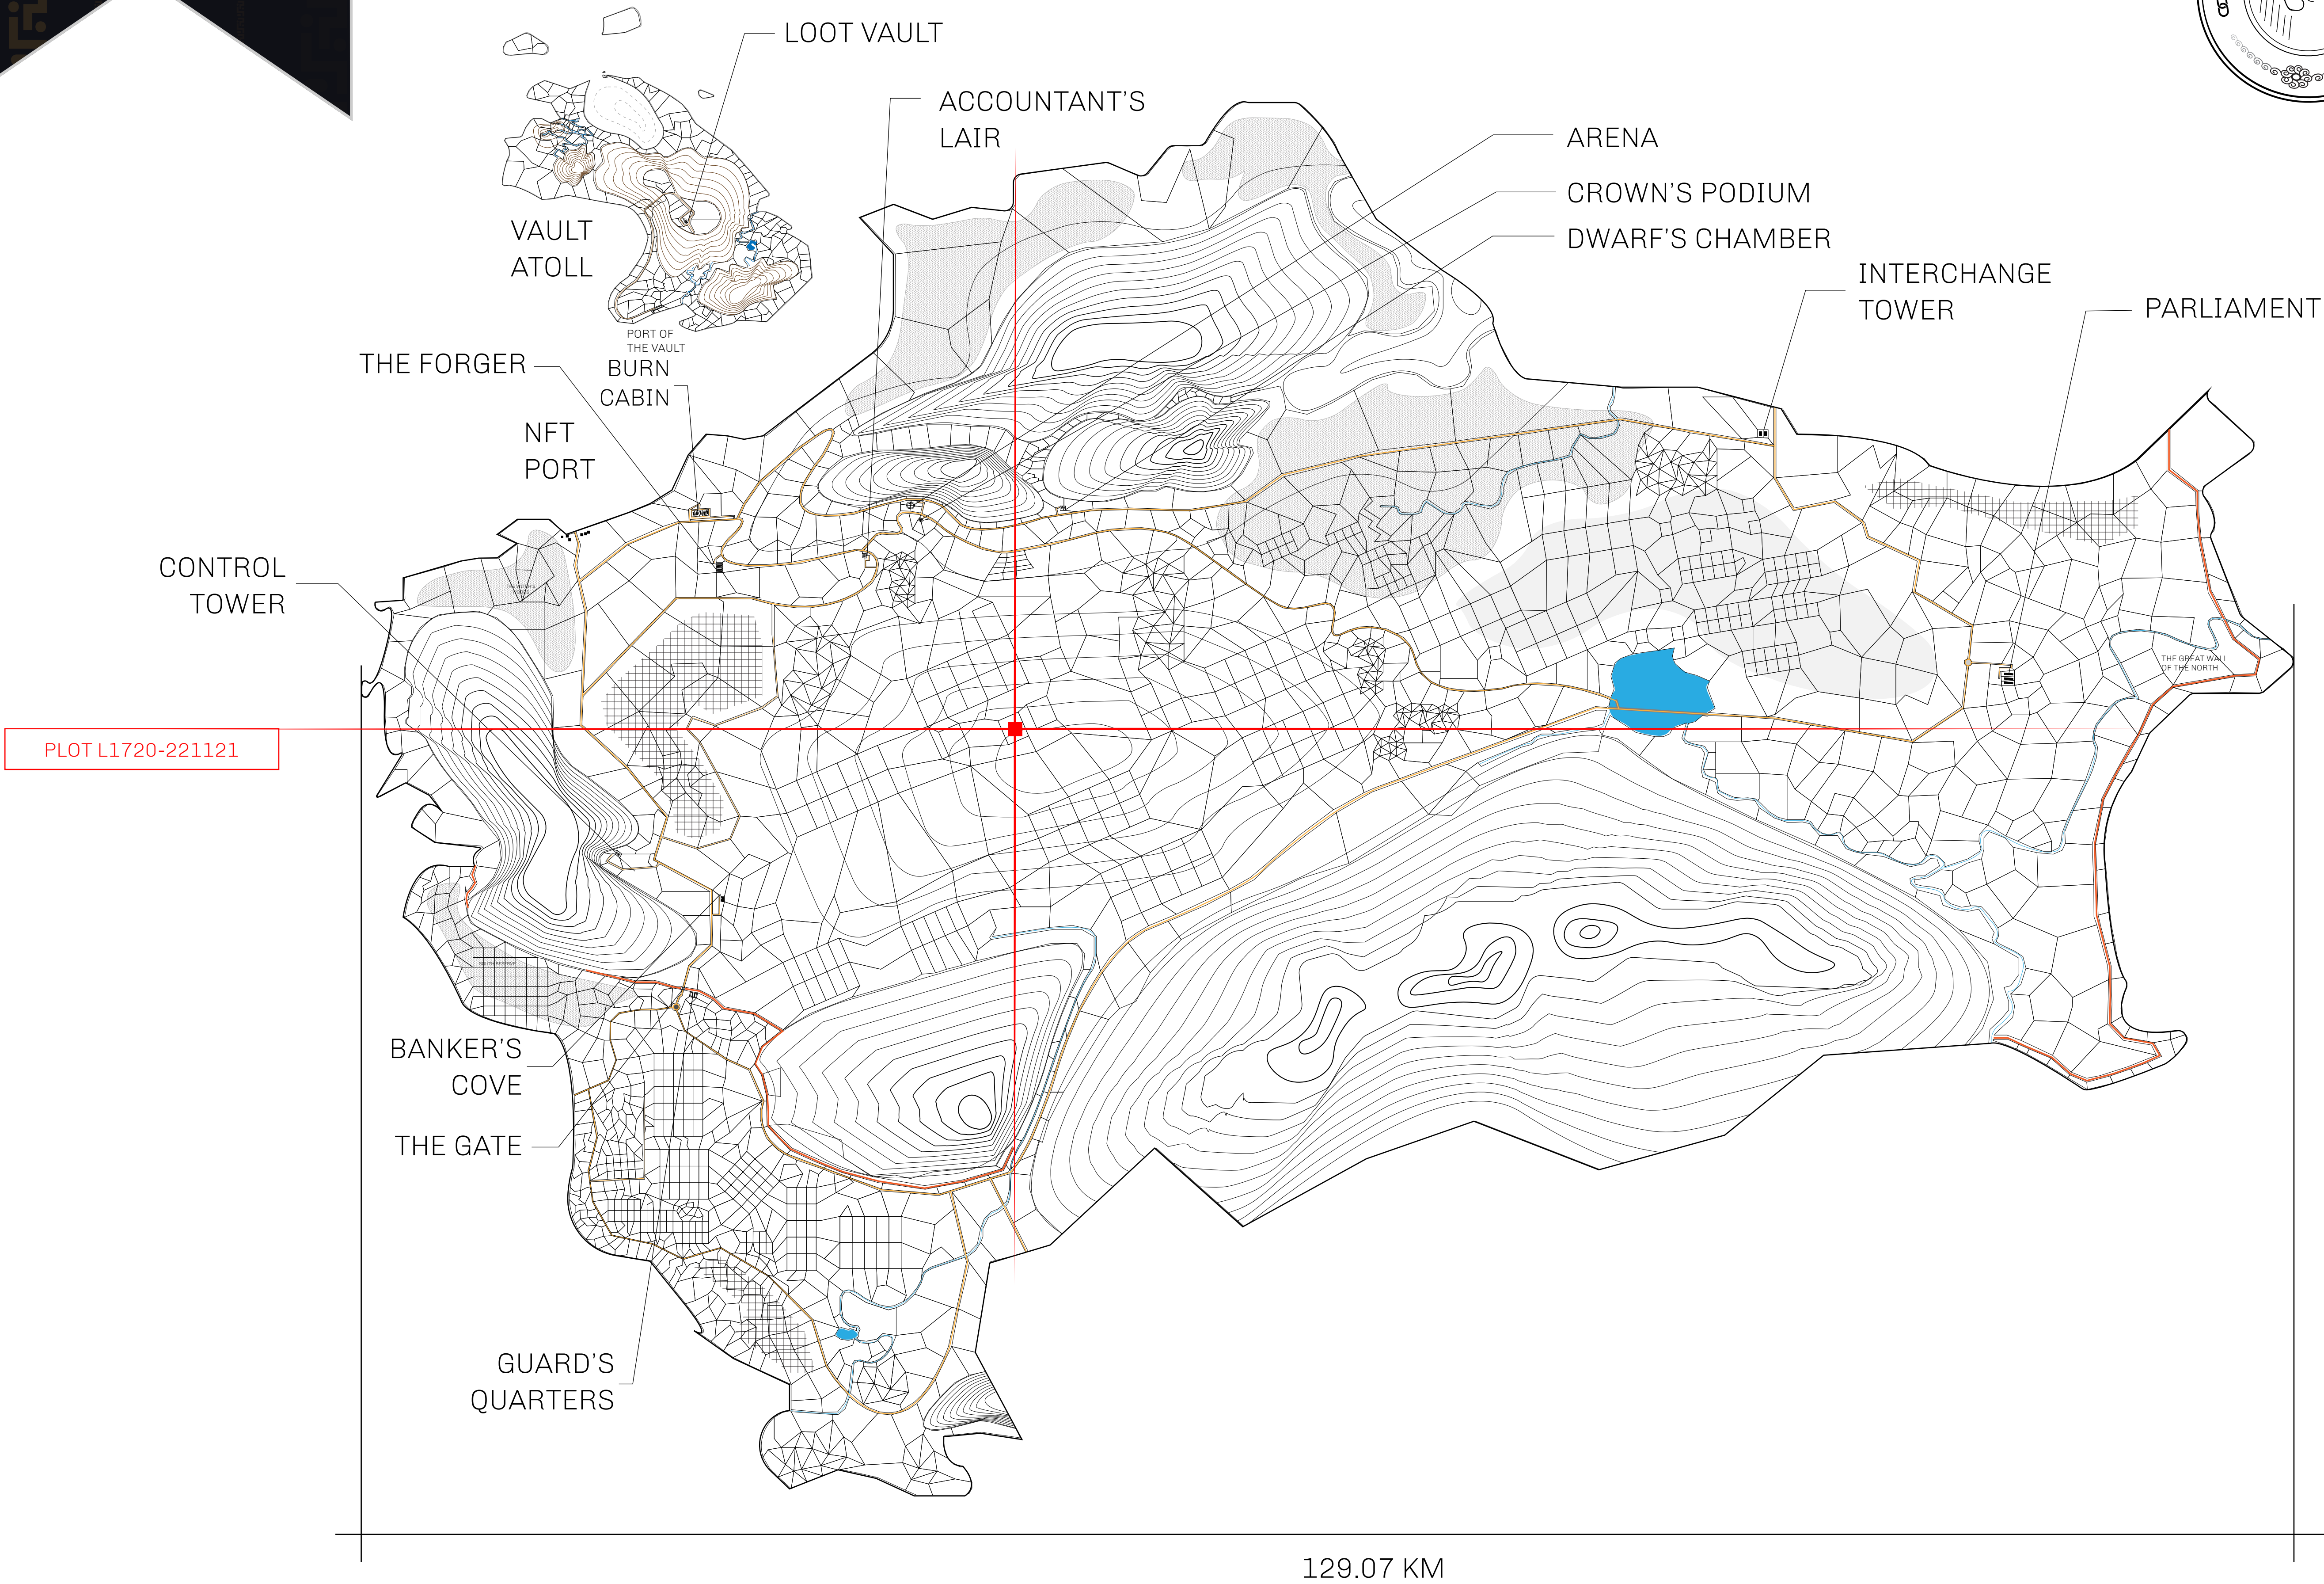 LOOT VAULT
ACCOUNTANT'S
LAIR
ARENA
CROWN'S PODIUM
DWARF'S CHAMBER
VAULT
ATOLL
INTERCHANGE
TOWER
PARLIAMENT
PORT OF
THE VAULT
THE FORGER
BURN
CABIN
NFT
PORT
CONTROL
TOWER
THE GREAT WALL
OF THE NORTH
PLOT L1720-221121
SOUTH RESERVE
BANKER'S
COVE
THE GATE
GUARD'S
QUARTERS
129.07 KM